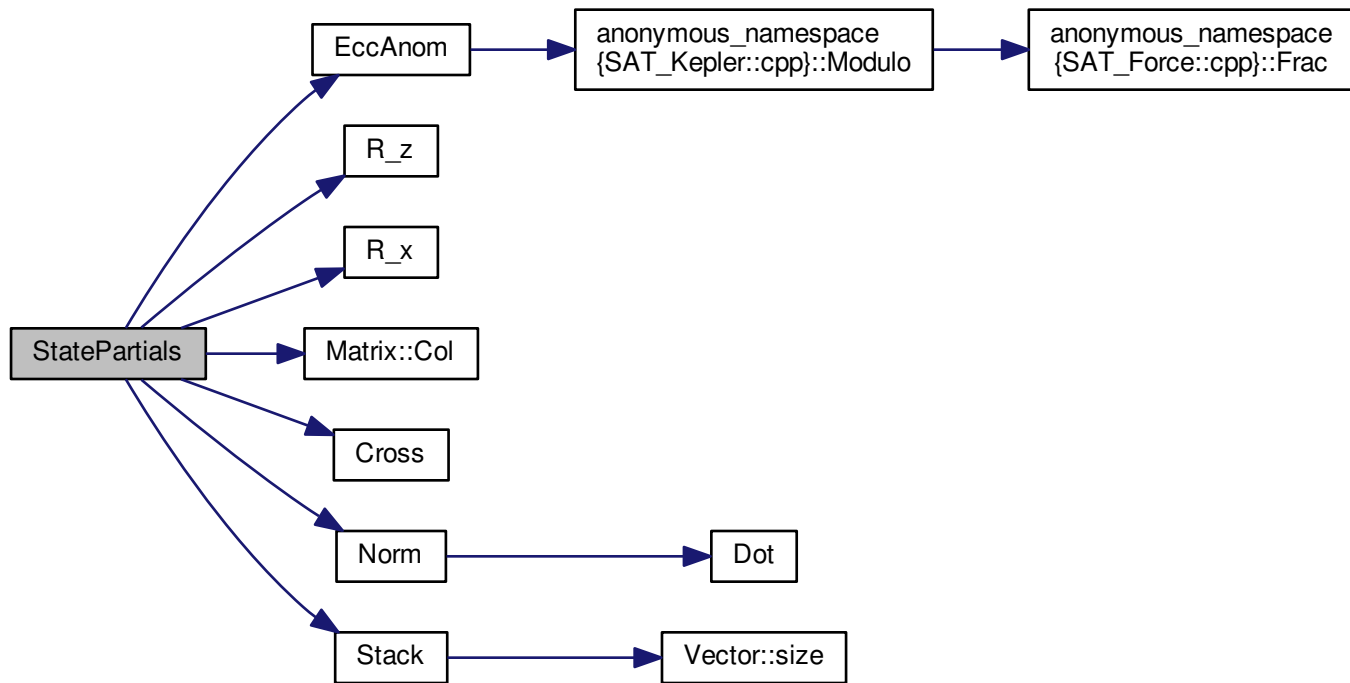 EccAnom
anonymous_namespace
{SAT_Kepler::cpp}::Modulo
anonymous_namespace
{SAT_Force::cpp}::Frac
R_z
R_x
StatePartials
Matrix::Col
Cross
Norm
Dot
Stack
Vector::size